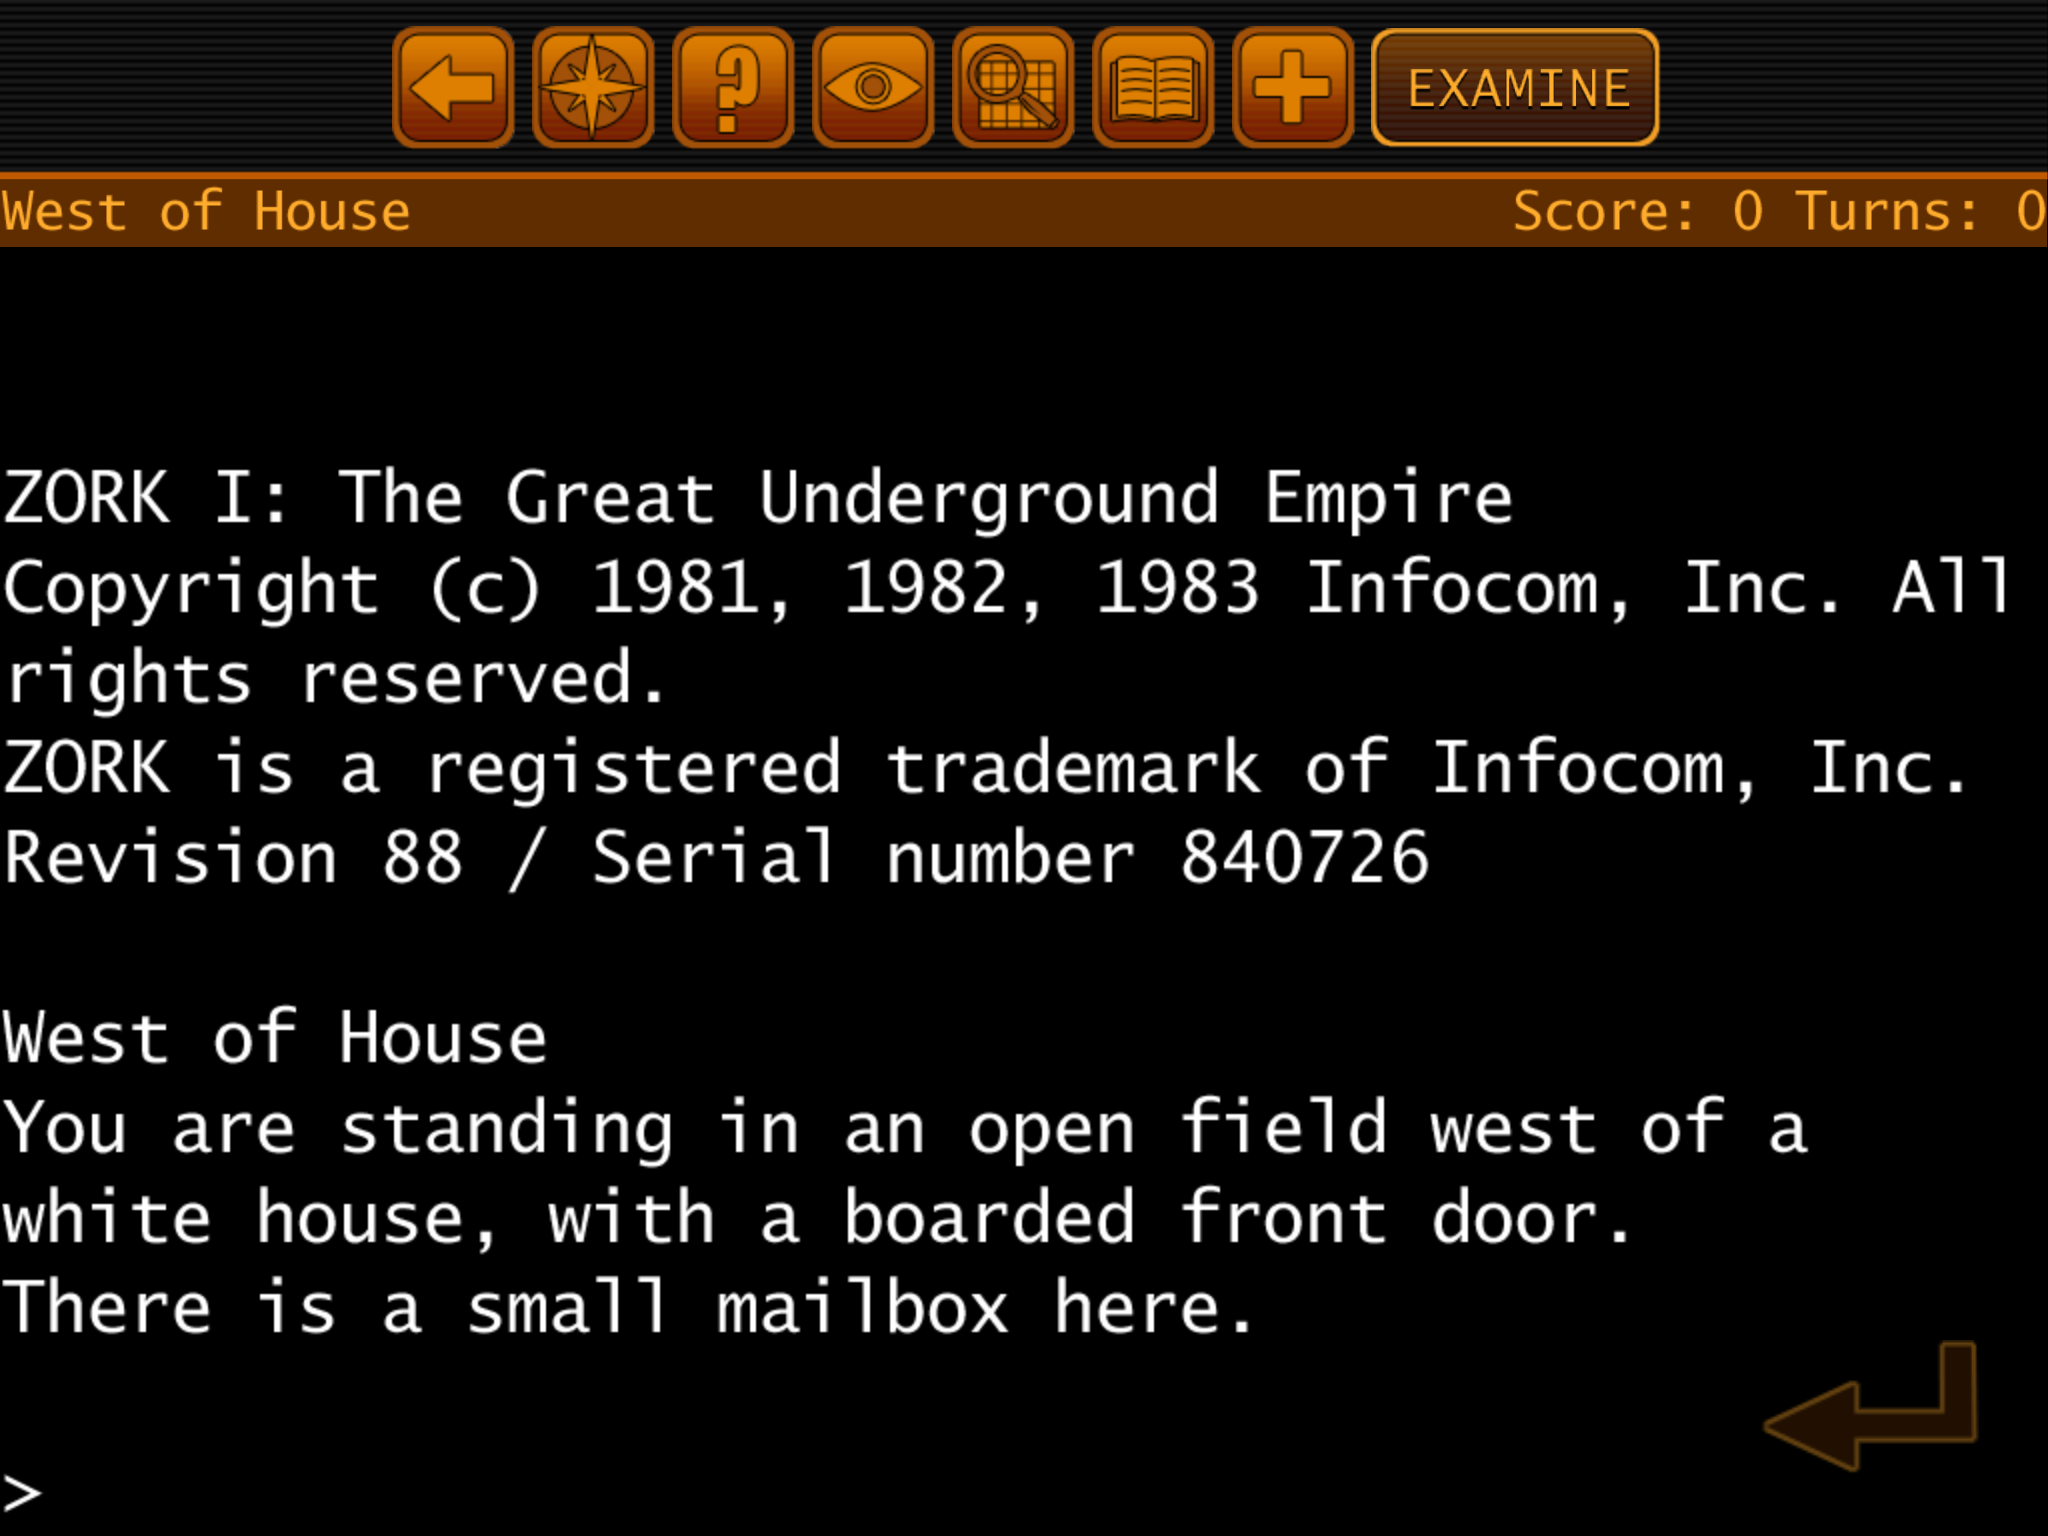 EXAMINE
West of House Score: 0 Turns: 0
ZORK I: The Great Underground Empire
Copyright (c) 1981, 1982, 1983 Infocom, Inc. All
rights reserved.
ZORK is a registered trademark of Infocom, Inc.
Revision 88 / Serial number 840726
West of House
You are standing in an open field west of a
white house, with a boarded front door.
There is a small mailbox here.
>